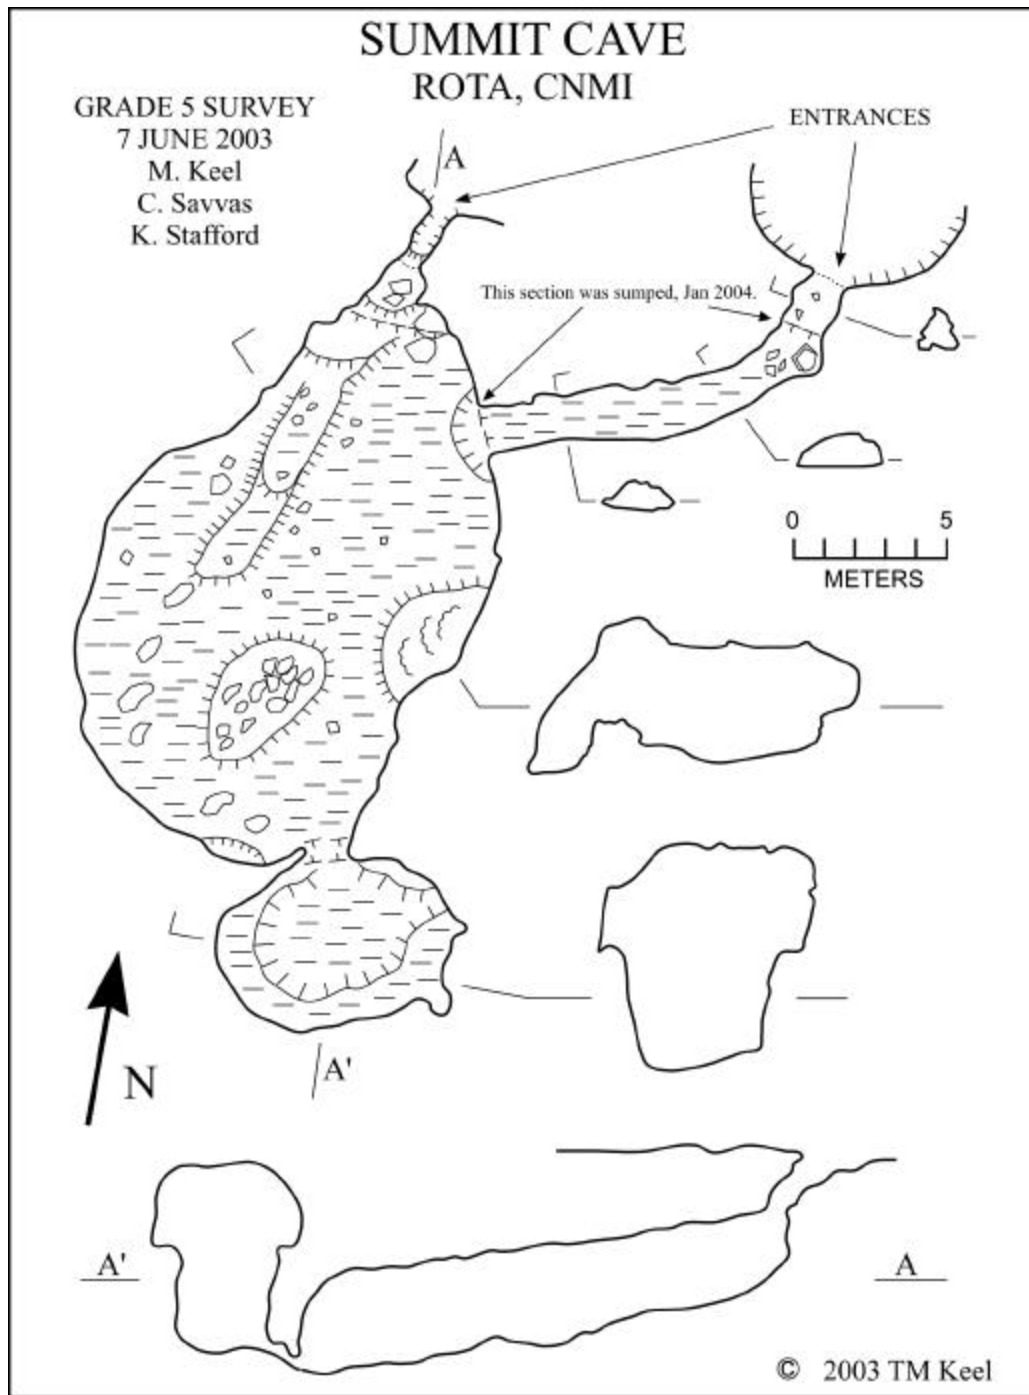 SUMMIT CAVE
ROTA, CNMI
GRADE 5 SURVEY
7 JUNE 2003
M. Keel
C. Savvas
K. Stafford
ENTRANCES
A
This section was sumped, Jan 2004.
0 5
METERS
N
A'
A'
A
© 2003 TM Keel